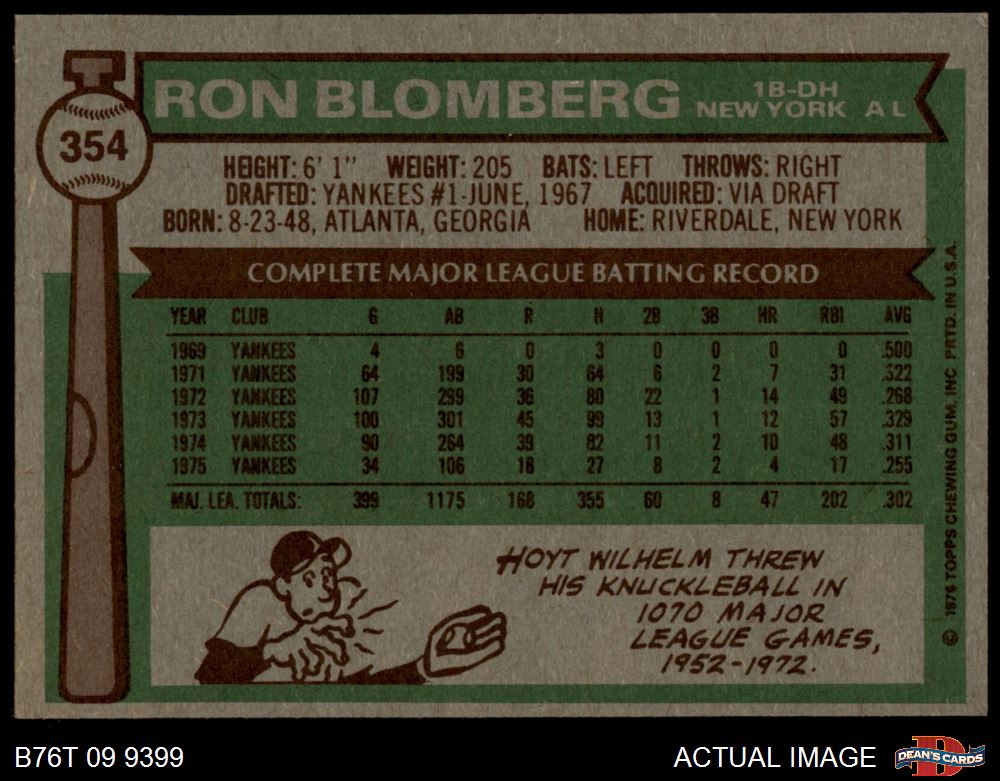 RON BLOMBERG 1B-DH
NEW YORK A L
354
HEIGHT: 6' 1" WEIGHT: 205 BATS: LEFT THROWS: RIGHT
DRAFTED: YANKEES #1-JUNE, 1967 ACQUIRED: VIA DRAFT
BORN: 8-23-48, ATLANTA, GEORGIA HOME: RIVERDALE, NEW YORK
COMPLETE MAJOR LEAGUE BATTING RECORD
YEAR CLUB G AB R H 2B 3B HR RBI AVG
1969 YANKEES 4 6 0 3 0 0 0 0 .500
1971 YANKEES 64 199 30 64 6 2 7 31 .322
1972 YANKEES 107 299 36 80 22 1 14 49 .268
1973 YANKEES 100 301 45 99 13 1 12 57 .329
1974 YANKEES 90 264 39 82 11 2 10 48 .311
1975 YANKEES 34 106 18 27 8 2 4 17 .255
MAJ. LEA. TOTALS: 399 1175 168 355 60 8 47 202 .302
HOYT WILHELM THREW
HIS KNUCKLEBALL IN
1070 MAJOR
LEAGUE GAMES,
1952-1972.
© 1976 TOPPS CHEWING GUM, INC PRTD. IN U.S.A.
B76T 09 9399 ACTUAL IMAGE
D
DEAN'S CARDS